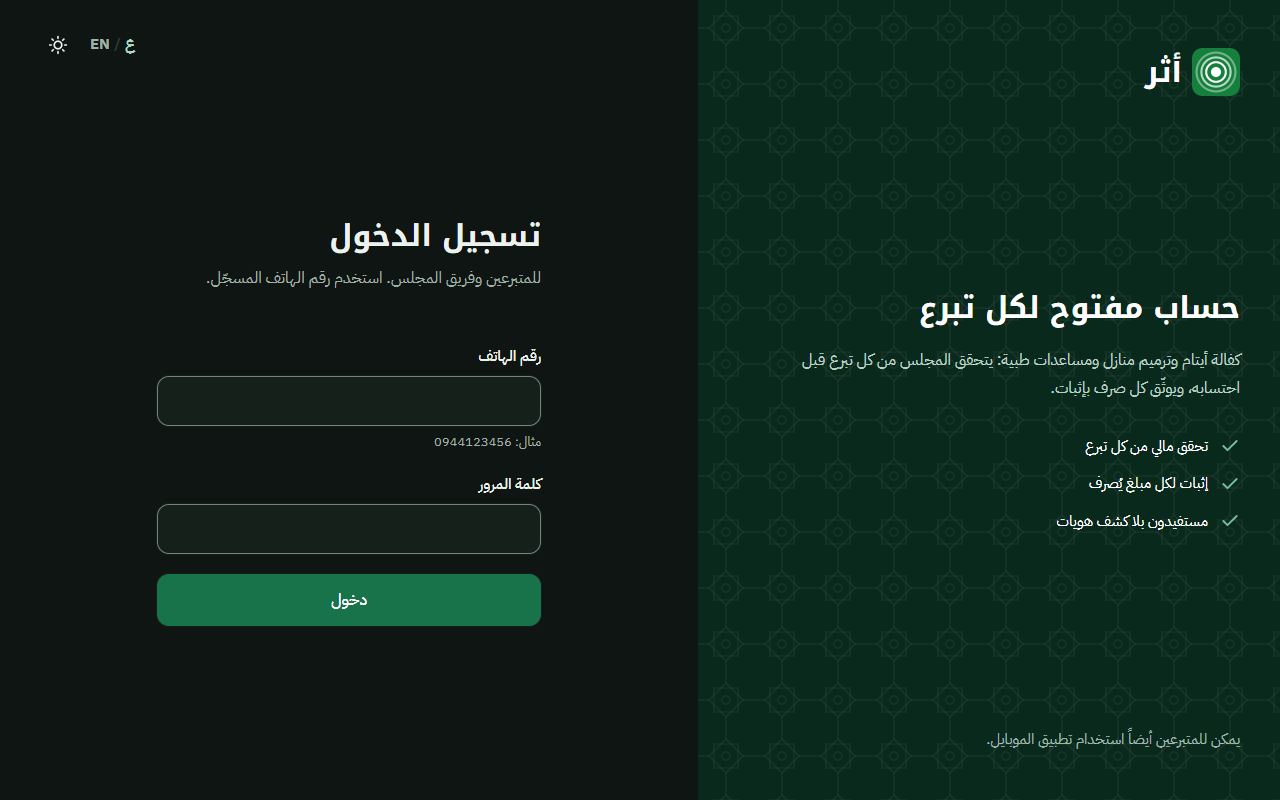 أثر
حساب مفتوح لكل تبرع
كفالة أيتام وترميم منازل ومساعدات طبية: يتحقق المجلس من كل تبرع قبل
احتسابه، ويوثّق كل صرف بإثبات.
تحقق مالي من كل تبرع
إثبات لكل مبلغ يُصرف
مستفيدون بلا كشف هويات
يمكن للمتبرعين أيضاً استخدام تطبيق الموبايل.
ع / EN
تسجيل الدخول
للمتبرعين وفريق المجلس. استخدم رقم الهاتف المسجّل.
رقم الهاتف
مثال: 0944123456
كلمة المرور
دخول